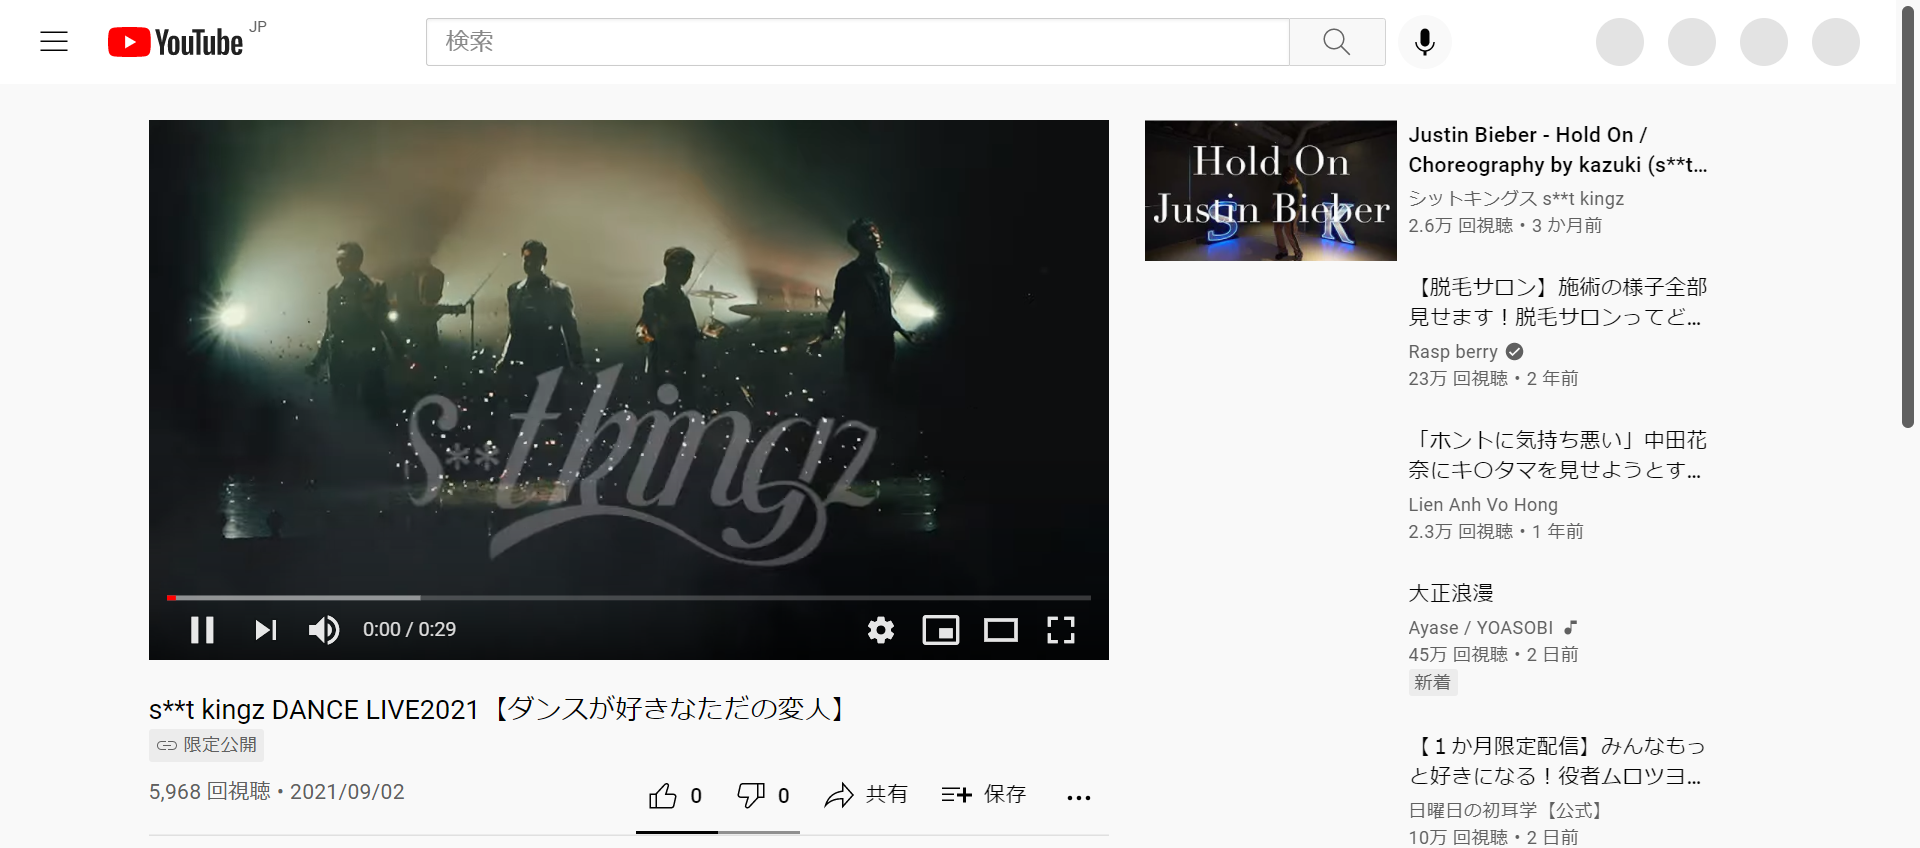 YouTube JP
検索
s**tkingz
0:00 / 0:29
s**t kingz DANCE LIVE2021【ダンスが好きなただの変人】
限定公開
5,968 回視聴・2021/09/02
0
0
共有
保存
Hold On
Justin Bieber
S K
Justin Bieber - Hold On /
Choreography by kazuki (s**t...
シットキングス s**t kingz
2.6万 回視聴・3 か月前
【脱毛サロン】施術の様子全部
見せます！脱毛サロンってど...
Rasp berry
23万 回視聴・2 年前
「ホントに気持ち悪い」中田花
奈にキ〇タマを見せようとす...
Lien Anh Vo Hong
2.3万 回視聴・1 年前
大正浪漫
Ayase / YOASOBI
45万 回視聴・2 日前
新着
【１か月限定配信】みんなもっ
と好きになる！役者ムロツヨ...
日曜日の初耳学【公式】
10万 回視聴・2 日前